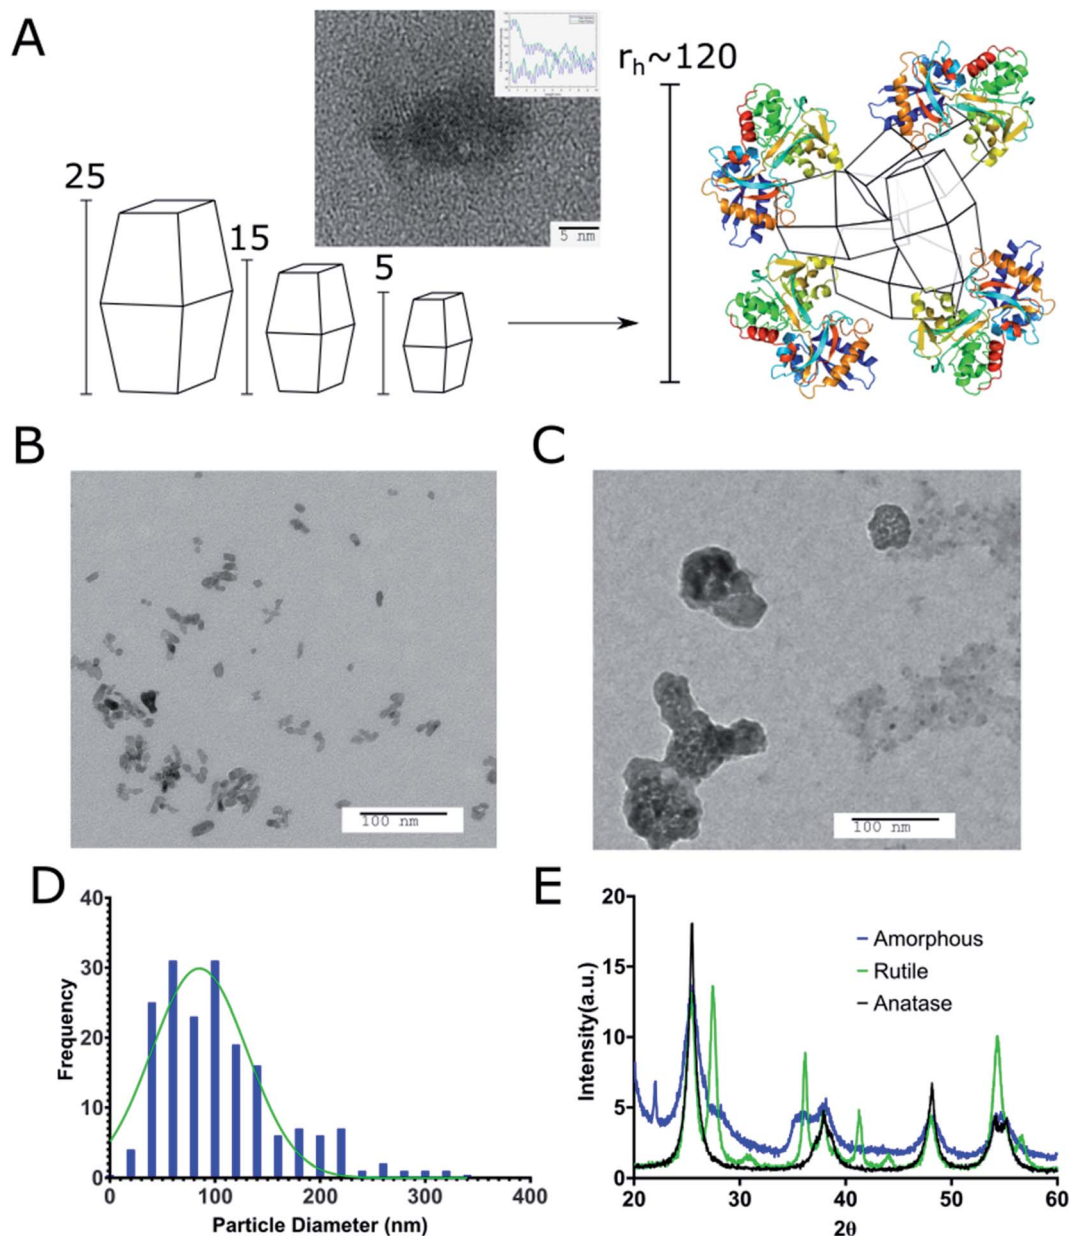 A
r_h~120
25
15
5
5 nm
B
C
100 nm
100 nm
D
E
40
30
20
10
0
Frequency
0
100
200
300
400
Particle Diameter (nm)
20
15
10
5
0
Intensity(a.u.)
Amorphous
Rutile
Anatase
20
30
40
50
60
2θ